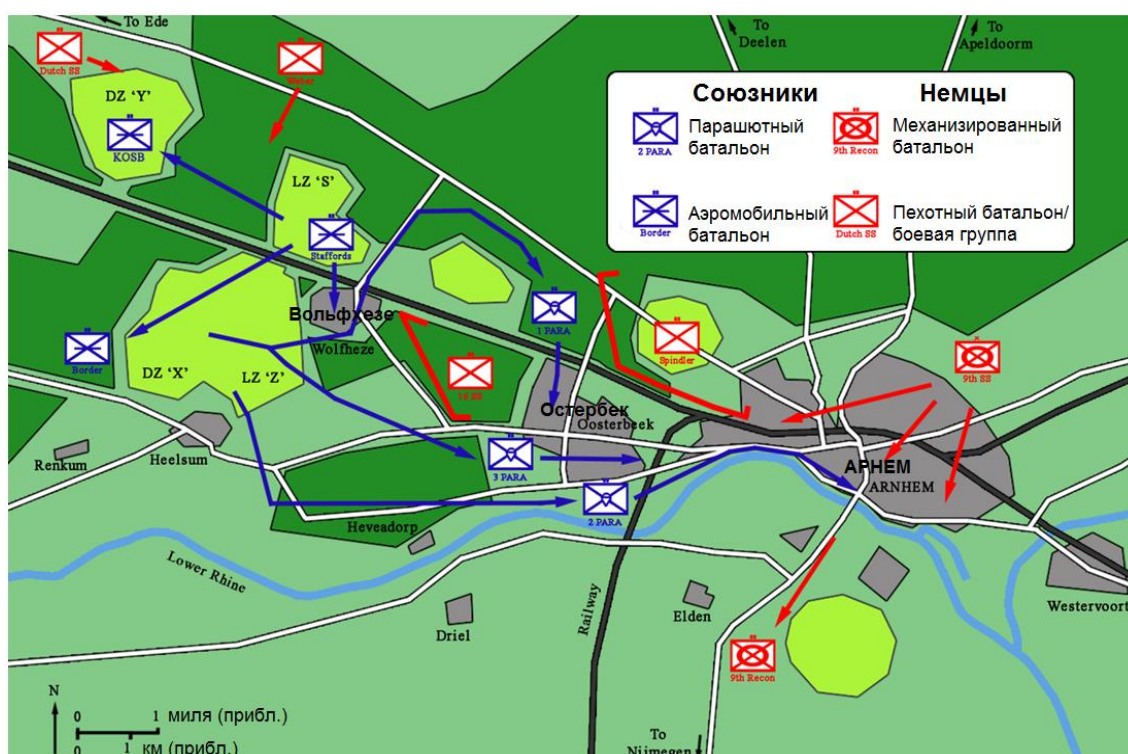 To Ede
To
Deelen
To
Apeldoorm
Dutch SS
Weber
DZ 'Y'
KOSB
LZ 'S'
Staffords
Союзники
Немцы
Парашютный
батальон
2 PARA
Механизированный
батальон
9th Recon
Аэромобильный
батальон
Border
Пехотный батальон/
боевая группа
Dutch SS
Вольфхезе
Wolfheze
1 PARA
Spindler
9th SS
Border
DZ 'X'
LZ 'Z'
16 SS
Остербек
Oosterbeek
Renkum
Heelsum
3 PARA
2 PARA
АРНЕМ
ARNHEM
Heveadorp
Lower Rhine
Driel
Railway
Elden
Westervoort
9th Recon
N
0 1 миля (прибл.)
0 1 км (прибл.)
To
Nijmegen